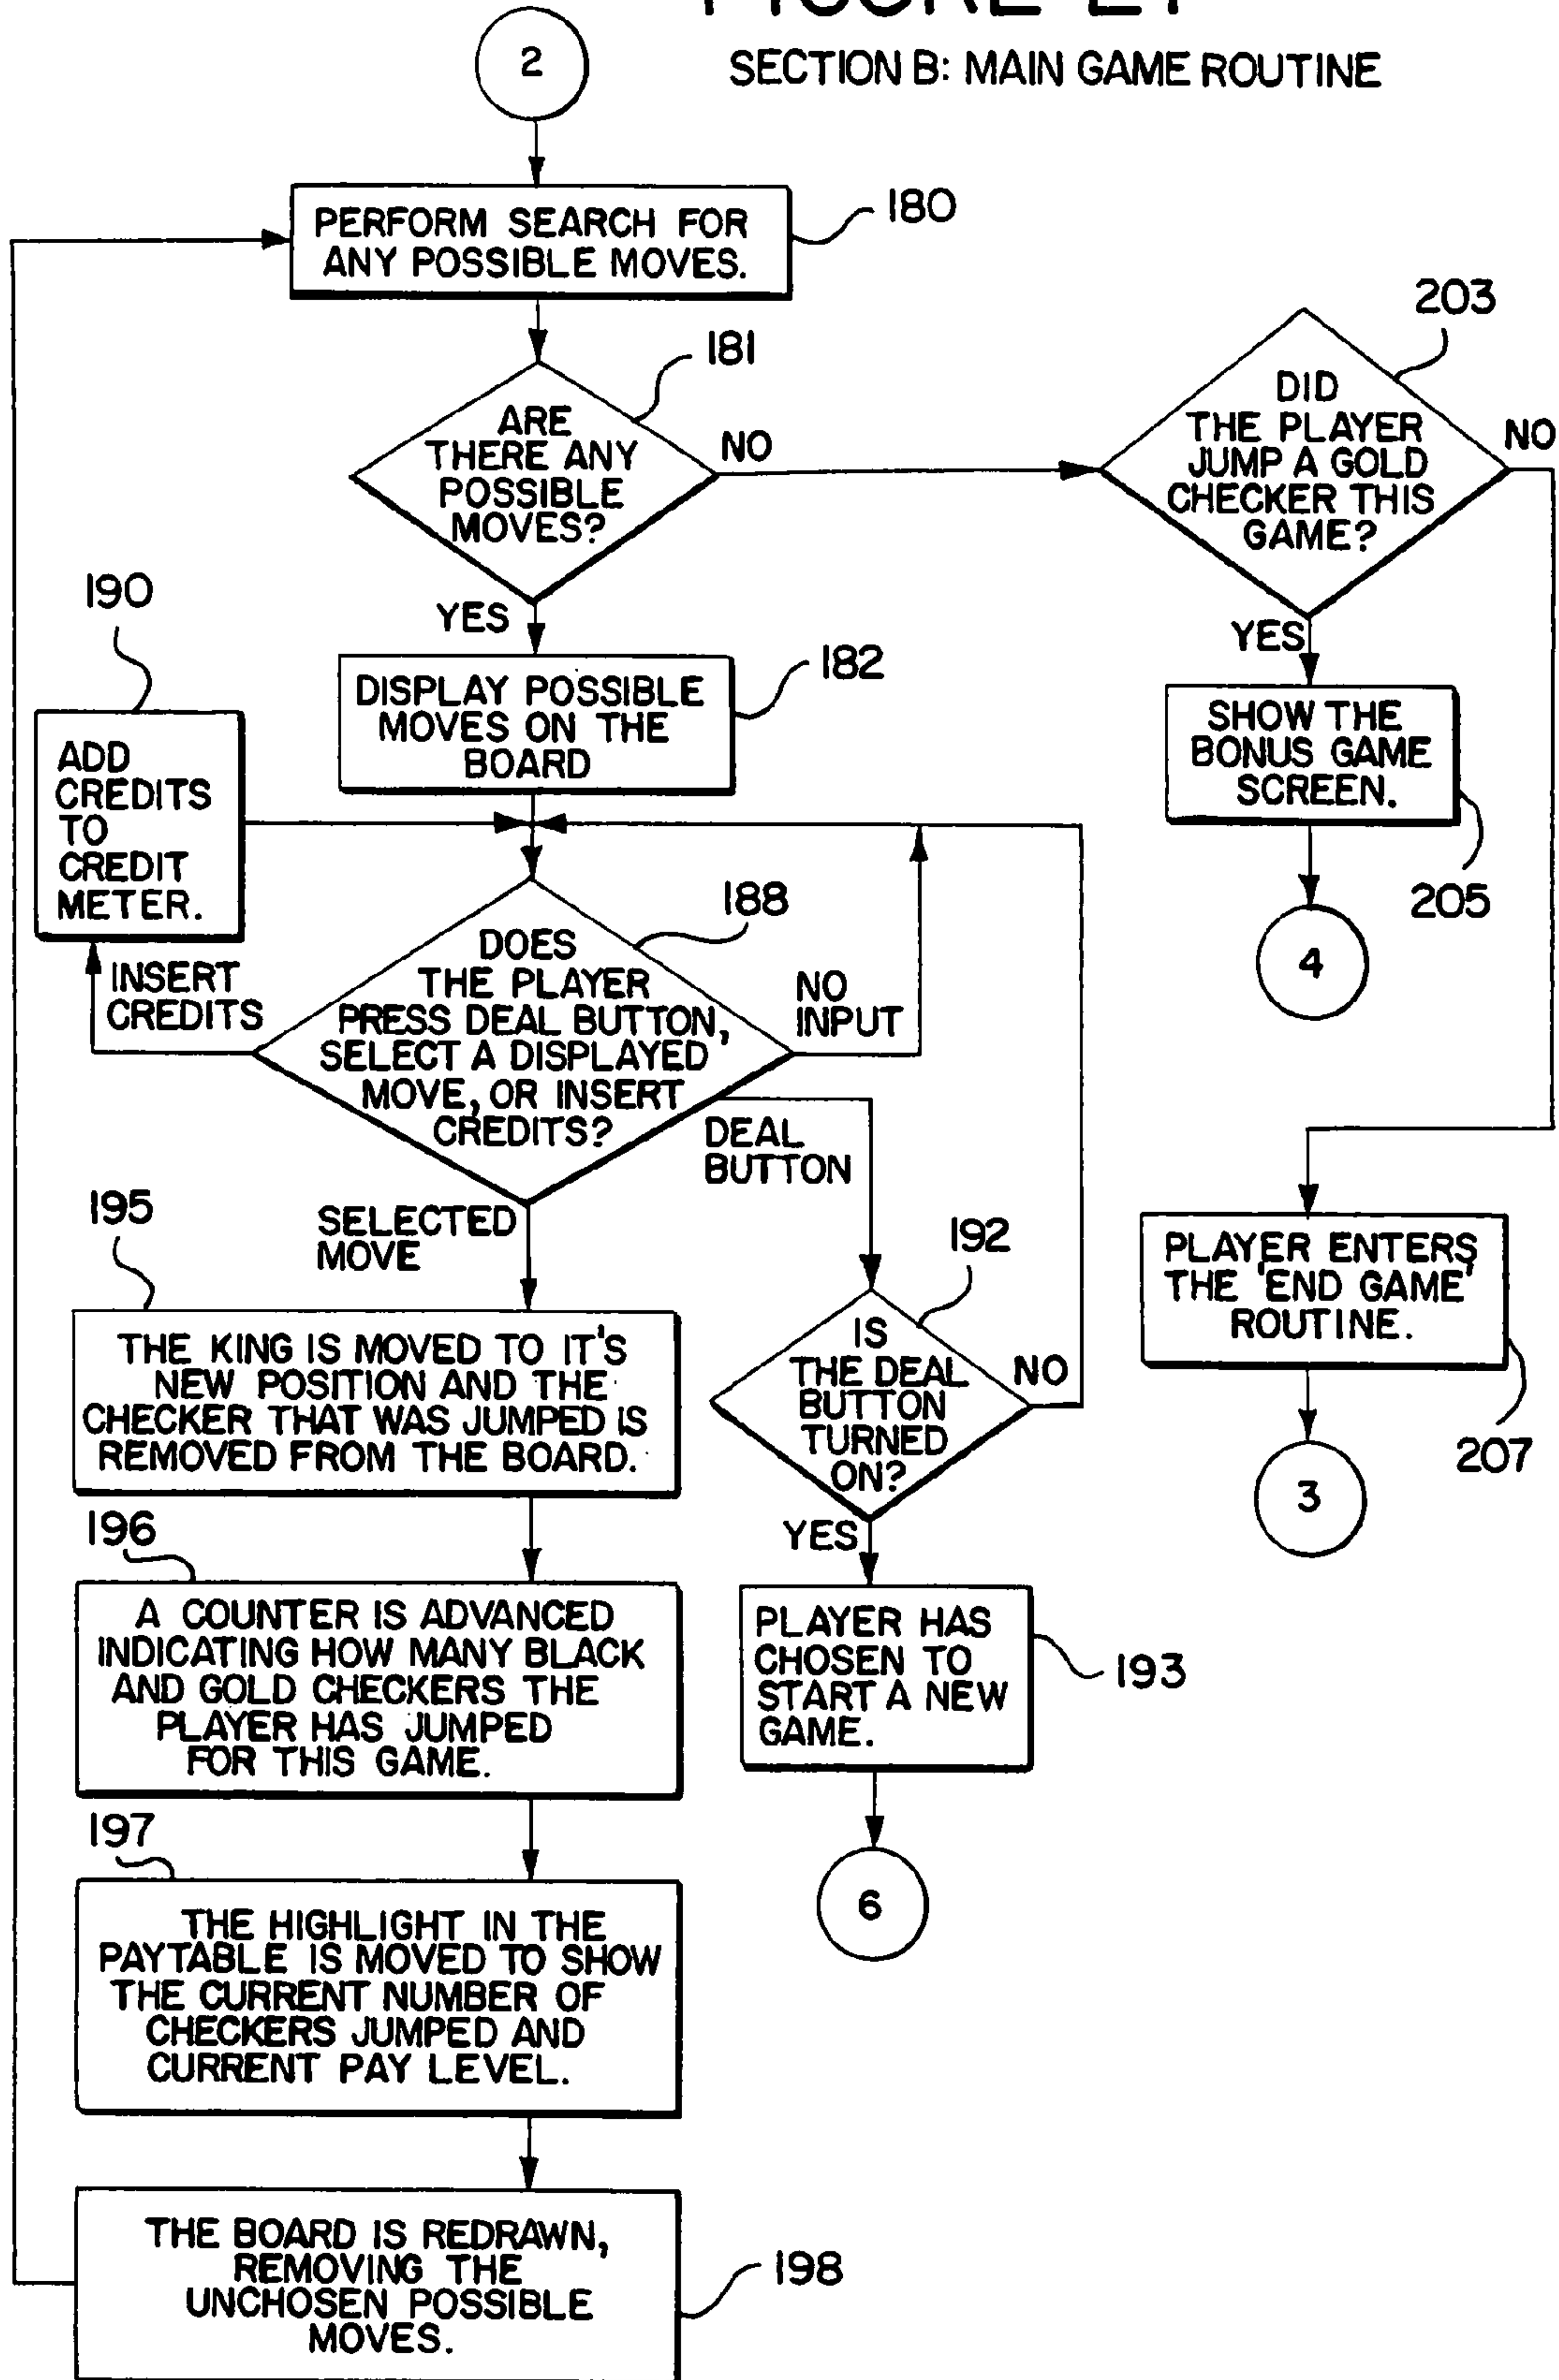 2
SECTION B: MAIN GAME ROUTINE
PERFORM SEARCH FOR
ANY POSSIBLE MOVES.
180
ARE
THERE ANY
POSSIBLE
MOVES?
181
NO
YES
203
DID
THE PLAYER
JUMP A GOLD
CHECKER THIS
GAME?
NO
YES
190
ADD
CREDITS
TO
CREDIT
METER.
182
DISPLAY POSSIBLE
MOVES ON THE
BOARD
SHOW THE
BONUS GAME
SCREEN.
205
4
188
DOES
THE PLAYER
PRESS DEAL BUTTON,
SELECT A DISPLAYED
MOVE, OR INSERT
CREDITS?
INSERT
CREDITS
NO
INPUT
DEAL
BUTTON
SELECTED
MOVE
195
THE KING IS MOVED TO IT'S
NEW POSITION AND THE
CHECKER THAT WAS JUMPED IS
REMOVED FROM THE BOARD.
192
IS
THE DEAL
BUTTON
TURNED
ON?
NO
YES
PLAYER ENTERS
THE 'END GAME'
ROUTINE.
207
3
196
A COUNTER IS ADVANCED
INDICATING HOW MANY BLACK
AND GOLD CHECKERS THE
PLAYER HAS JUMPED
FOR THIS GAME.
PLAYER HAS
CHOSEN TO
START A NEW
GAME.
193
6
197
THE HIGHLIGHT IN THE
PAYTABLE IS MOVED TO SHOW
THE CURRENT NUMBER OF
CHECKERS JUMPED AND
CURRENT PAY LEVEL.
THE BOARD IS REDRAWN,
REMOVING THE
UNCHOSEN POSSIBLE
MOVES.
198